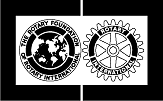 THE ROTARY FOUNDATION
OF ROTARY INTERNATIONAL
ROTARY
INTERNATIONAL